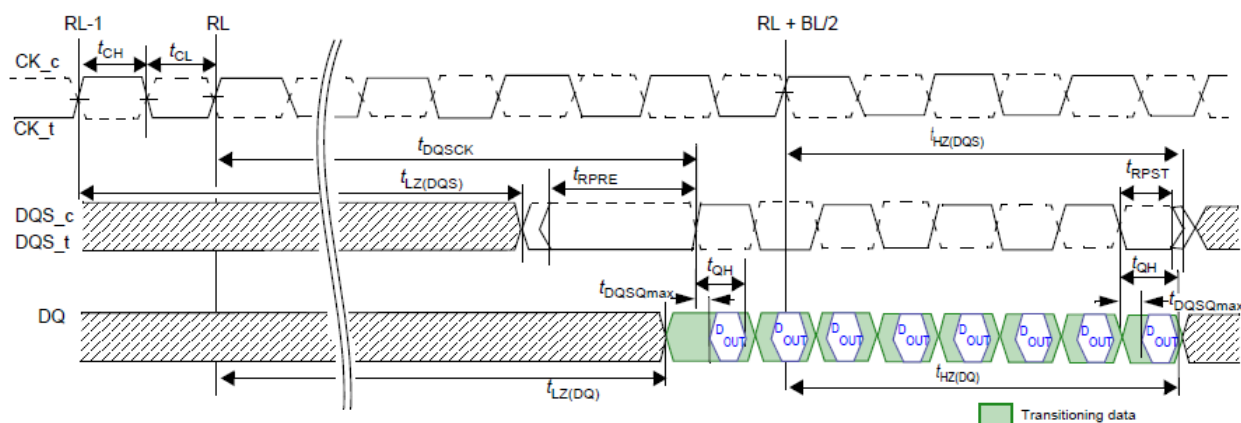 RL-1 RL RL + BL/2
tCH tCL
CK_c
CK_t
tDQSCK tHZ(DQS)
tLZ(DQS) tRPRE tRPST
DQS_c
DQS_t
tQH tQH
tDQSQmax tDQSQmax
DQ
DOUT DOUT DOUT DOUT DOUT DOUT DOUT DOUT
tLZ(DQ) tHZ(DQ)
Transitioning data